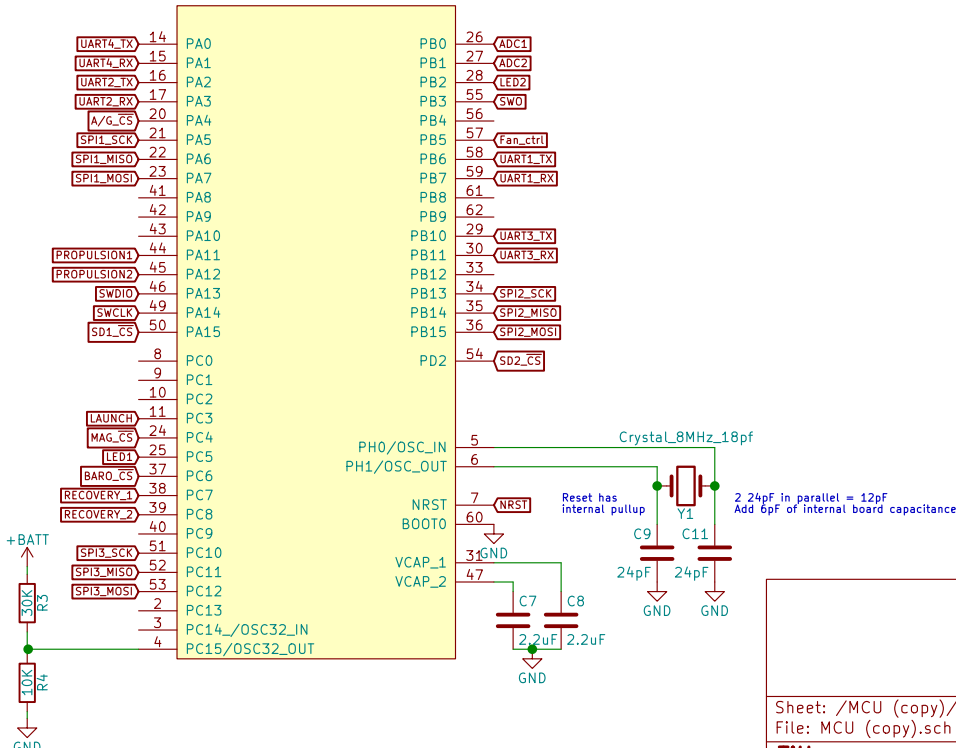 UART4_TX 14 PA0
UART4_RX 15 PA1
UART2_TX 16 PA2
UART2_RX 17 PA3
A/G_CS 20 PA4
SPI1_SCK 21 PA5
SPI1_MISO 22 PA6
SPI1_MOSI 23 PA7
41 PA8
42 PA9
43 PA10
PROPULSION1 44 PA11
PROPULSION2 45 PA12
SWDIO 46 PA13
SWCLK 49 PA14
SD1_CS 50 PA15
8 PC0
9 PC1
10 PC2
LAUNCH 11 PC3
MAG_CS 24 PC4
LED1 25 PC5
BARO_CS 37 PC6
RECOVERY_1 38 PC7
RECOVERY_2 39 PC8
40 PC9
SPI3_SCK 51 PC10
SPI3_MISO 52 PC11
SPI3_MOSI 53 PC12
2 PC13
3 PC14_/OSC32_IN
4 PC15/OSC32_OUT
+BATT
30K R3
10K R4
GND
PB0 26 ADC1
PB1 27 ADC2
PB2 28 LED2
PB3 55 SWO
PB4 56
PB5 57 Fan_ctrl
PB6 58 UART1_TX
PB7 59 UART1_RX
PB8 61
PB9 62
PB10 29 UART3_TX
PB11 30 UART3_RX
PB12 33
PB13 34 SPI2_SCK
PB14 35 SPI2_MISO
PB15 36 SPI2_MOSI
PD2 54 SD2_CS
PH0/OSC_IN 5
PH1/OSC_OUT 6
NRST 7 NRST
BOOT0 60
GND
VCAP_1 31
VCAP_2 47
C7 C8
2.2uF 2.2uF
GND
Crystal_8MHz_18pf
Y1
Reset has
internal pullup
2 24pF in parallel = 12pF
Add 6pF of internal board capacitance
C9 C11
24pF 24pF
GND GND
Sheet: /MCU (copy)/
File: MCU (copy).sch